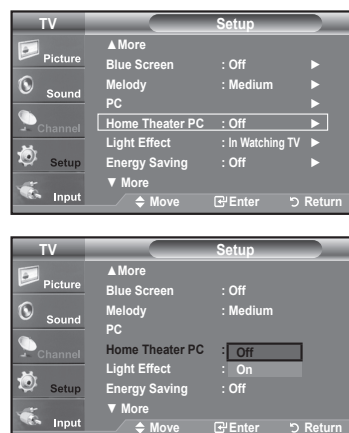 TV Setup
▲More
Picture
Blue Screen : Off ►
Melody : Medium ►
Sound
PC ►
Channel
Home Theater PC : Off ►
Light Effect : In Watching TV ►
Setup
Energy Saving : Off ►
▼ More
Input
Move Enter Return
TV Setup
▲More
Picture
Blue Screen : Off
Melody : Medium
Sound
PC
Channel
Home Theater PC : Off
Light Effect : On
Setup
Energy Saving : Off
▼ More
Input
Move Enter Return